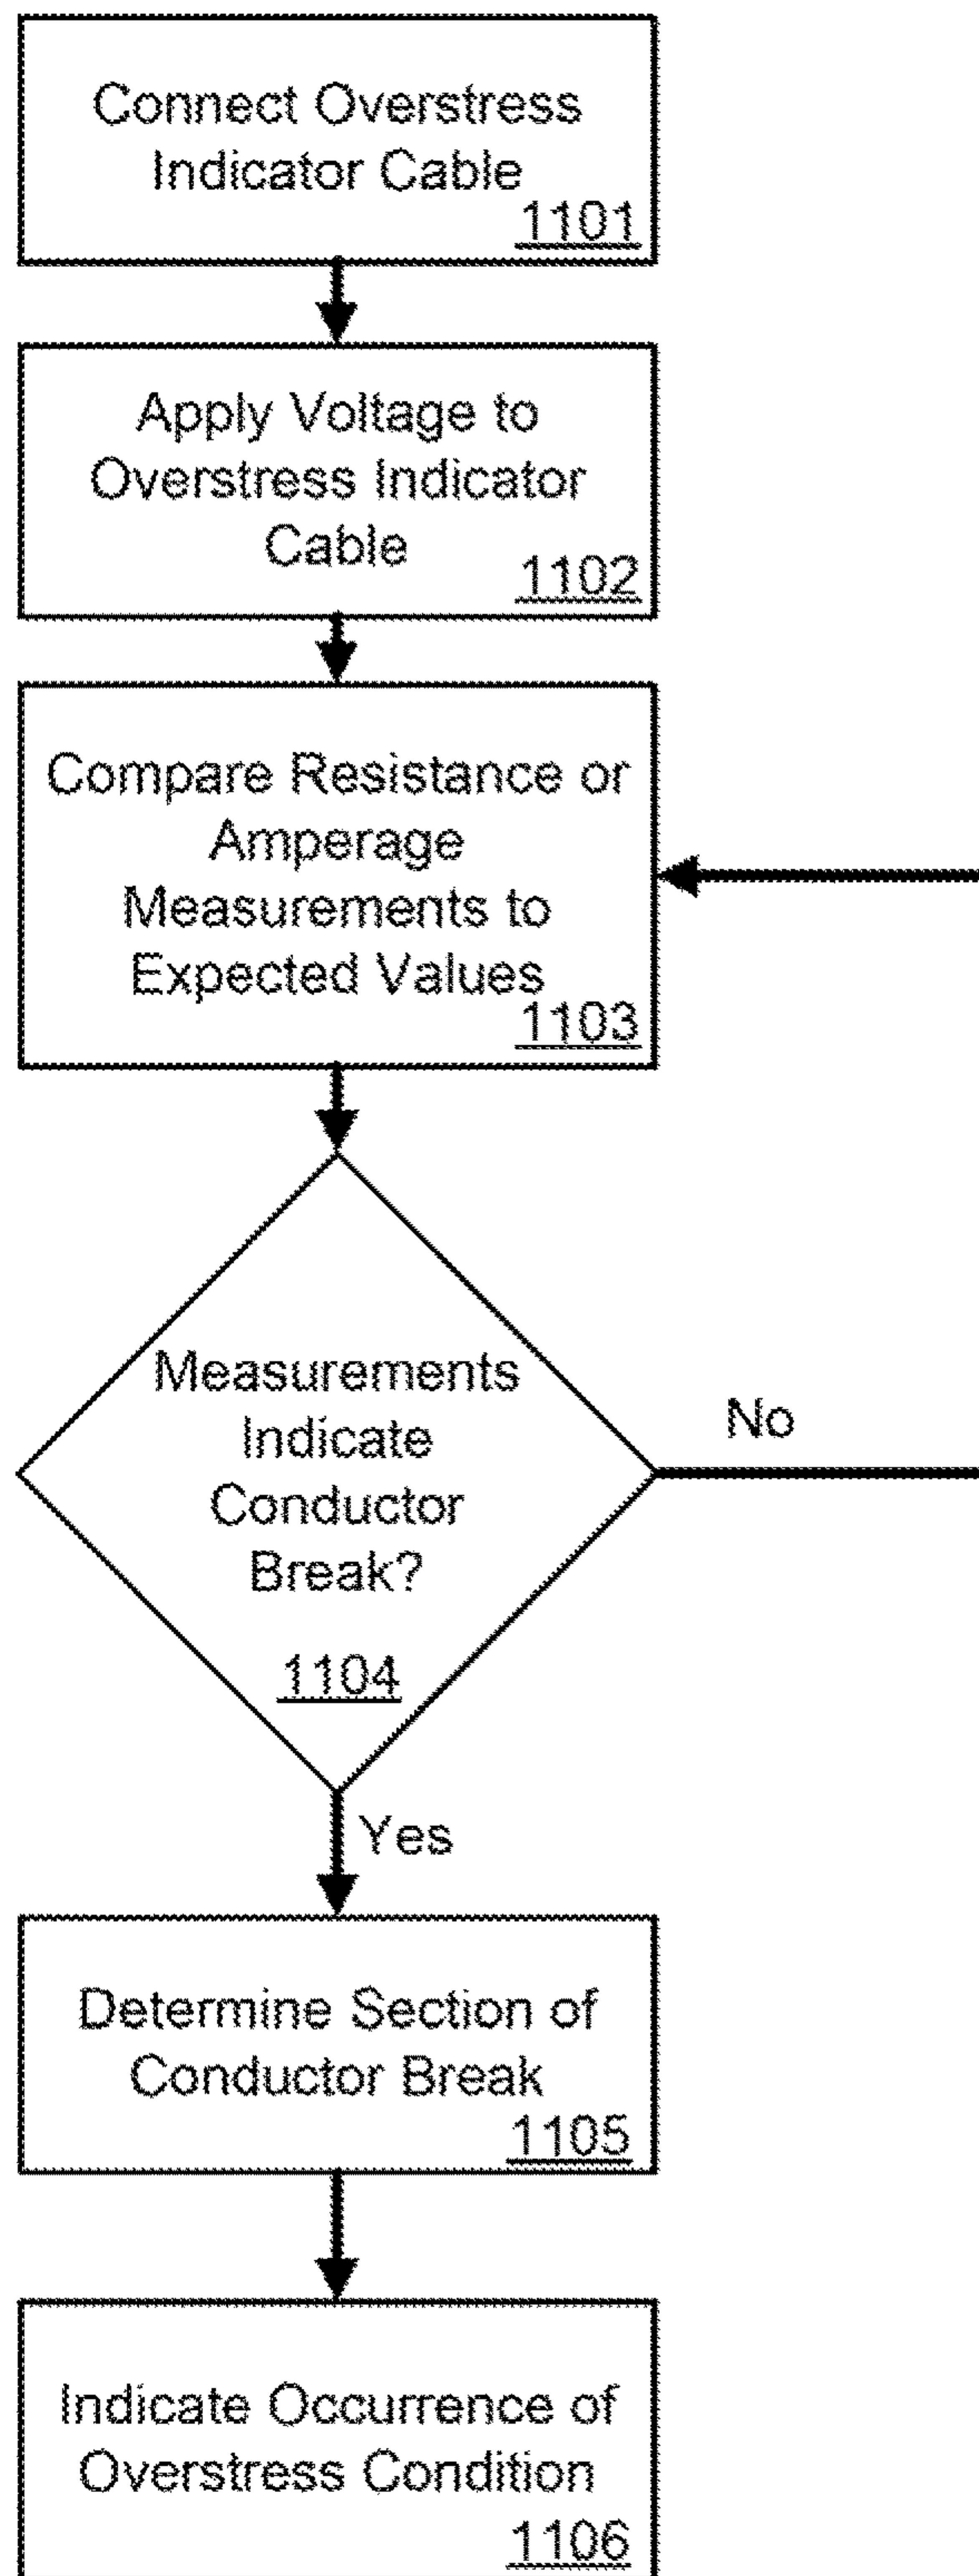 Connect Overstress
Indicator Cable
1101
Apply Voltage to
Overstress Indicator
Cable
1102
Compare Resistance or
Amperage
Measurements to
Expected Values
1103
Measurements
Indicate
Conductor
Break?
1104
No
Yes
Determine Section of
Conductor Break
1105
Indicate Occurrence of
Overstress Condition
1106